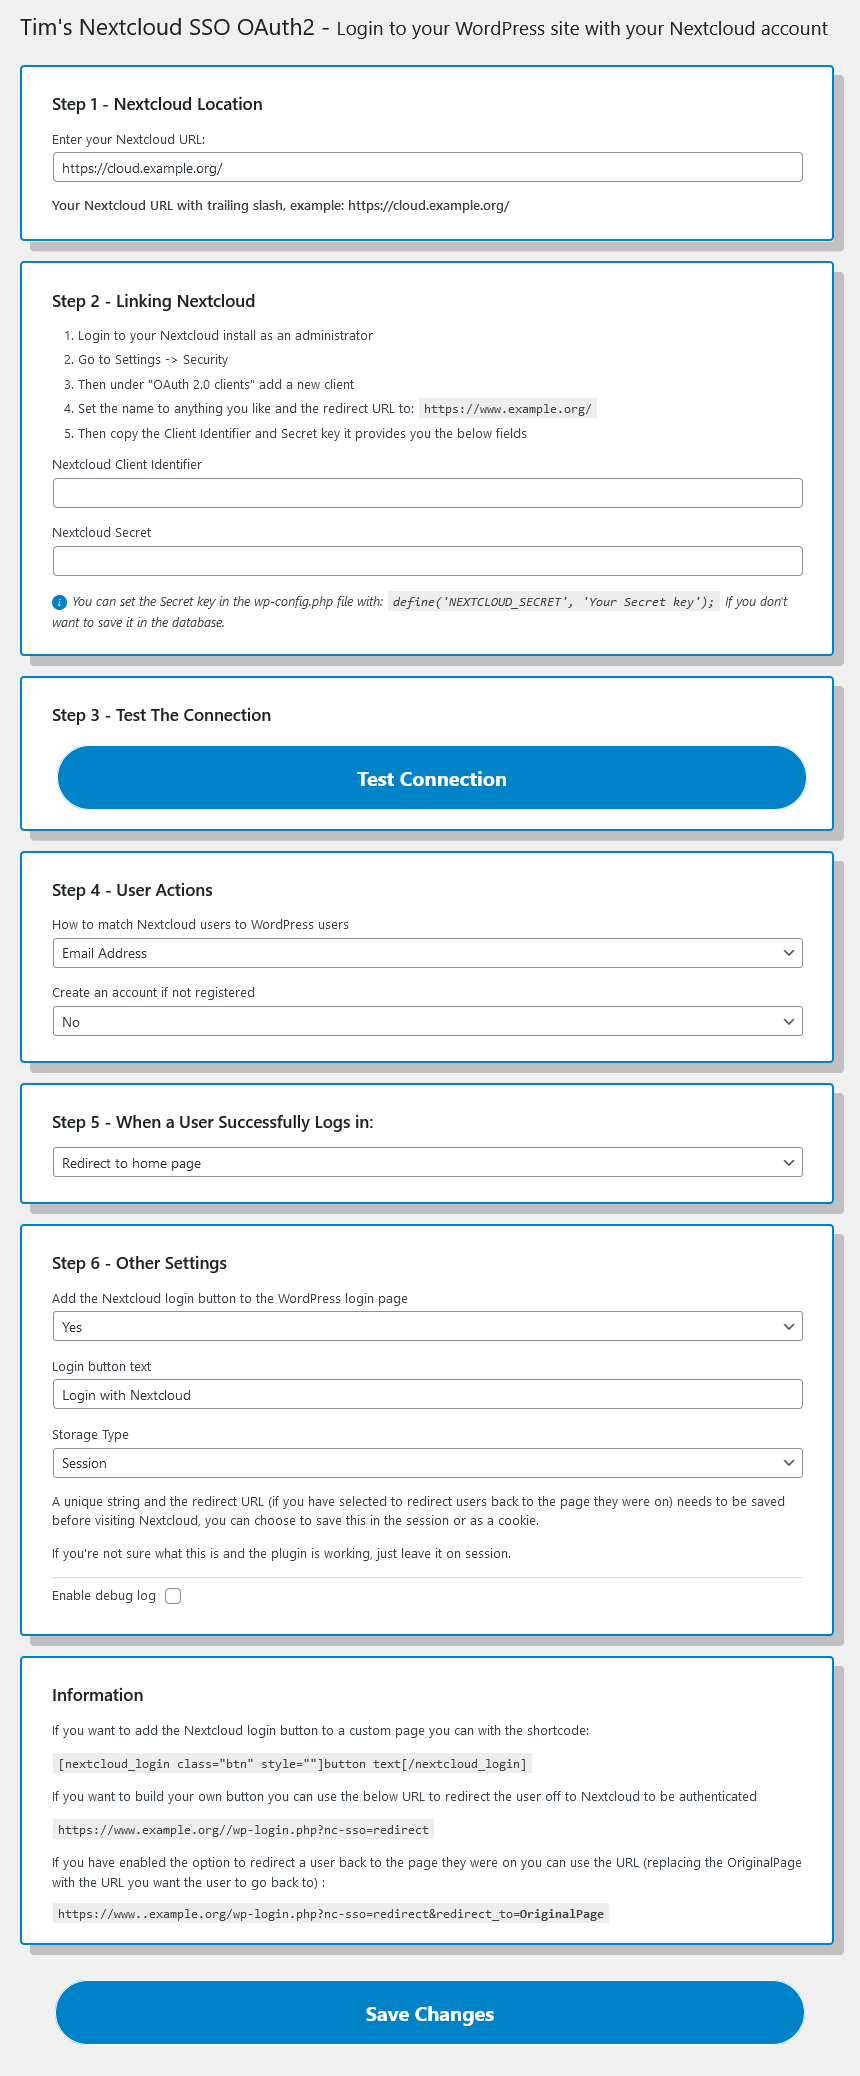 Tim's Nextcloud SSO OAuth2 - Login to your WordPress site with your Nextcloud account
Step 1 - Nextcloud Location
Enter your Nextcloud URL:
https://cloud.example.org/
Your Nextcloud URL with trailing slash, example: https://cloud.example.org/
Step 2 - Linking Nextcloud
1. Login to your Nextcloud install as an administrator
2. Go to Settings -> Security
3. Then under "OAuth 2.0 clients" add a new client
4. Set the name to anything you like and the redirect URL to: https://www.example.org/
5. Then copy the Client Identifier and Secret key it provides you the below fields
Nextcloud Client Identifier
Nextcloud Secret
i You can set the Secret key in the wp-config.php file with: define('NEXTCLOUD_SECRET', 'Your Secret key'); If you don't
want to save it in the database.
Step 3 - Test The Connection
Test Connection
Step 4 - User Actions
How to match Nextcloud users to WordPress users
Email Address
Create an account if not registered
No
Step 5 - When a User Successfully Logs in:
Redirect to home page
Step 6 - Other Settings
Add the Nextcloud login button to the WordPress login page
Yes
Login button text
Login with Nextcloud
Storage Type
Session
A unique string and the redirect URL (if you have selected to redirect users back to the page they were on) needs to be saved
before visiting Nextcloud, you can choose to save this in the session or as a cookie.
If you're not sure what this is and the plugin is working, just leave it on session.
Enable debug log
Information
If you want to add the Nextcloud login button to a custom page you can with the shortcode:
[nextcloud_login class="btn" style=""]button text[/nextcloud_login]
If you want to build your own button you can use the below URL to redirect the user off to Nextcloud to be authenticated
https://www.example.org//wp-login.php?nc-sso=redirect
If you have enabled the option to redirect a user back to the page they were on you can use the URL (replacing the OriginalPage
with the URL you want the user to go back to) :
https://www..example.org/wp-login.php?nc-sso=redirect&redirect_to=OriginalPage
Save Changes